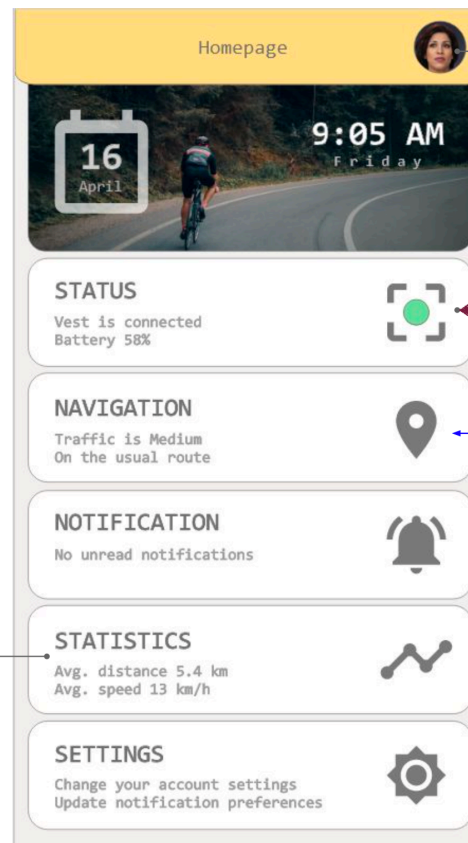 Homepage
16
April
9:05 AM
Friday
STATUS
Vest is connected
Battery 58%
NAVIGATION
Traffic is Medium
On the usual route
NOTIFICATION
No unread notifications
STATISTICS
Avg. distance 5.4 km
Avg. speed 13 km/h
SETTINGS
Change your account settings
Update notification preferences